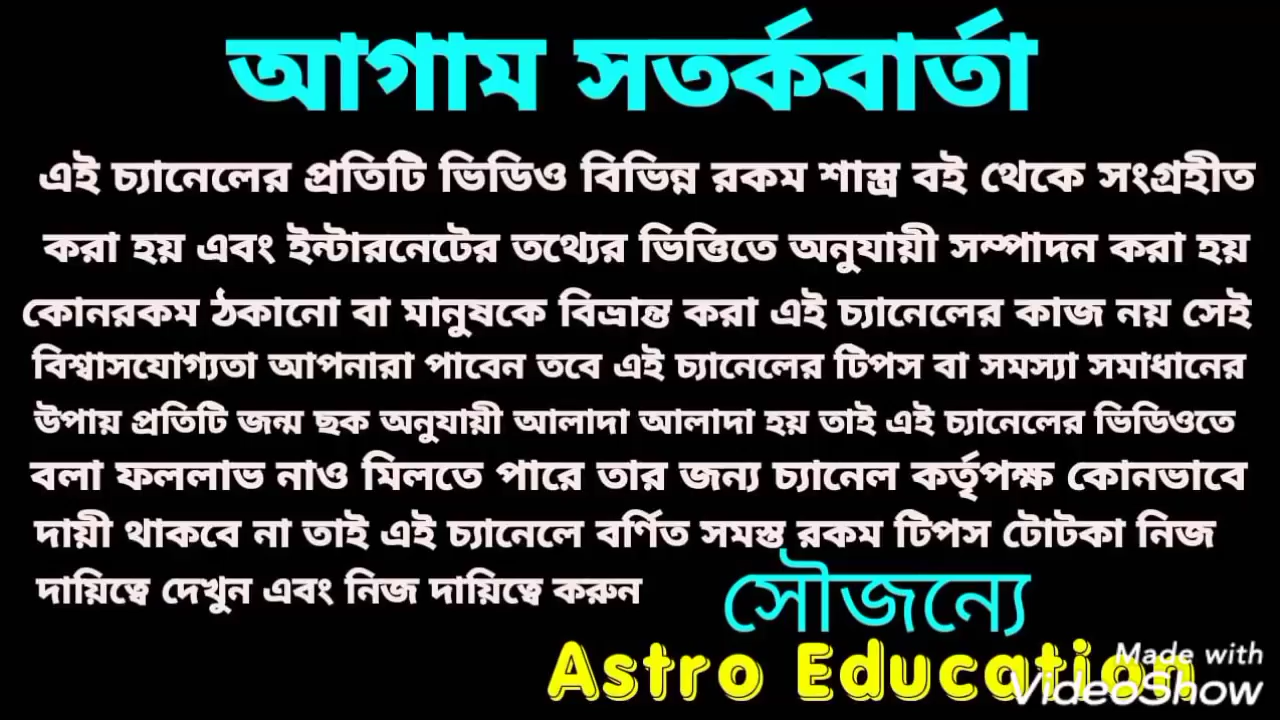 আগাম সতর্কবার্তা
এই চ্যানেলের প্রতিটি ভিডিও বিভিন্ন রকম শাস্ত্র বই থেকে সংগ্রহীত
করা হয় এবং ইন্টারনেটের তথ্যের ভিত্তিতে অনুযায়ী সম্পাদন করা হয়
কোনরকম ঠকানো বা মানুষকে বিভ্রান্ত করা এই চ্যানেলের কাজ নয় সেই
বিশ্বাসযোগ্যতা আপনারা পাবেন তবে এই চ্যানেলের টিপস বা সমস্যা সমাধানের
উপায় প্রতিটি জন্ম ছক অনুযায়ী আলাদা আলাদা হয় তাই এই চ্যানেলের ভিডিওতে
বলা ফললাভ নাও মিলতে পারে তার জন্য চ্যানেল কর্তৃপক্ষ কোনভাবে
দায়ী থাকবে না তাই এই চ্যানেলে বর্ণিত সমস্ত রকম টিপস টোটকা নিজ
দায়িত্বে দেখুন এবং নিজ দায়িত্বে করুন
সৌজন্যে
Astro Education
Made with
VideoShow